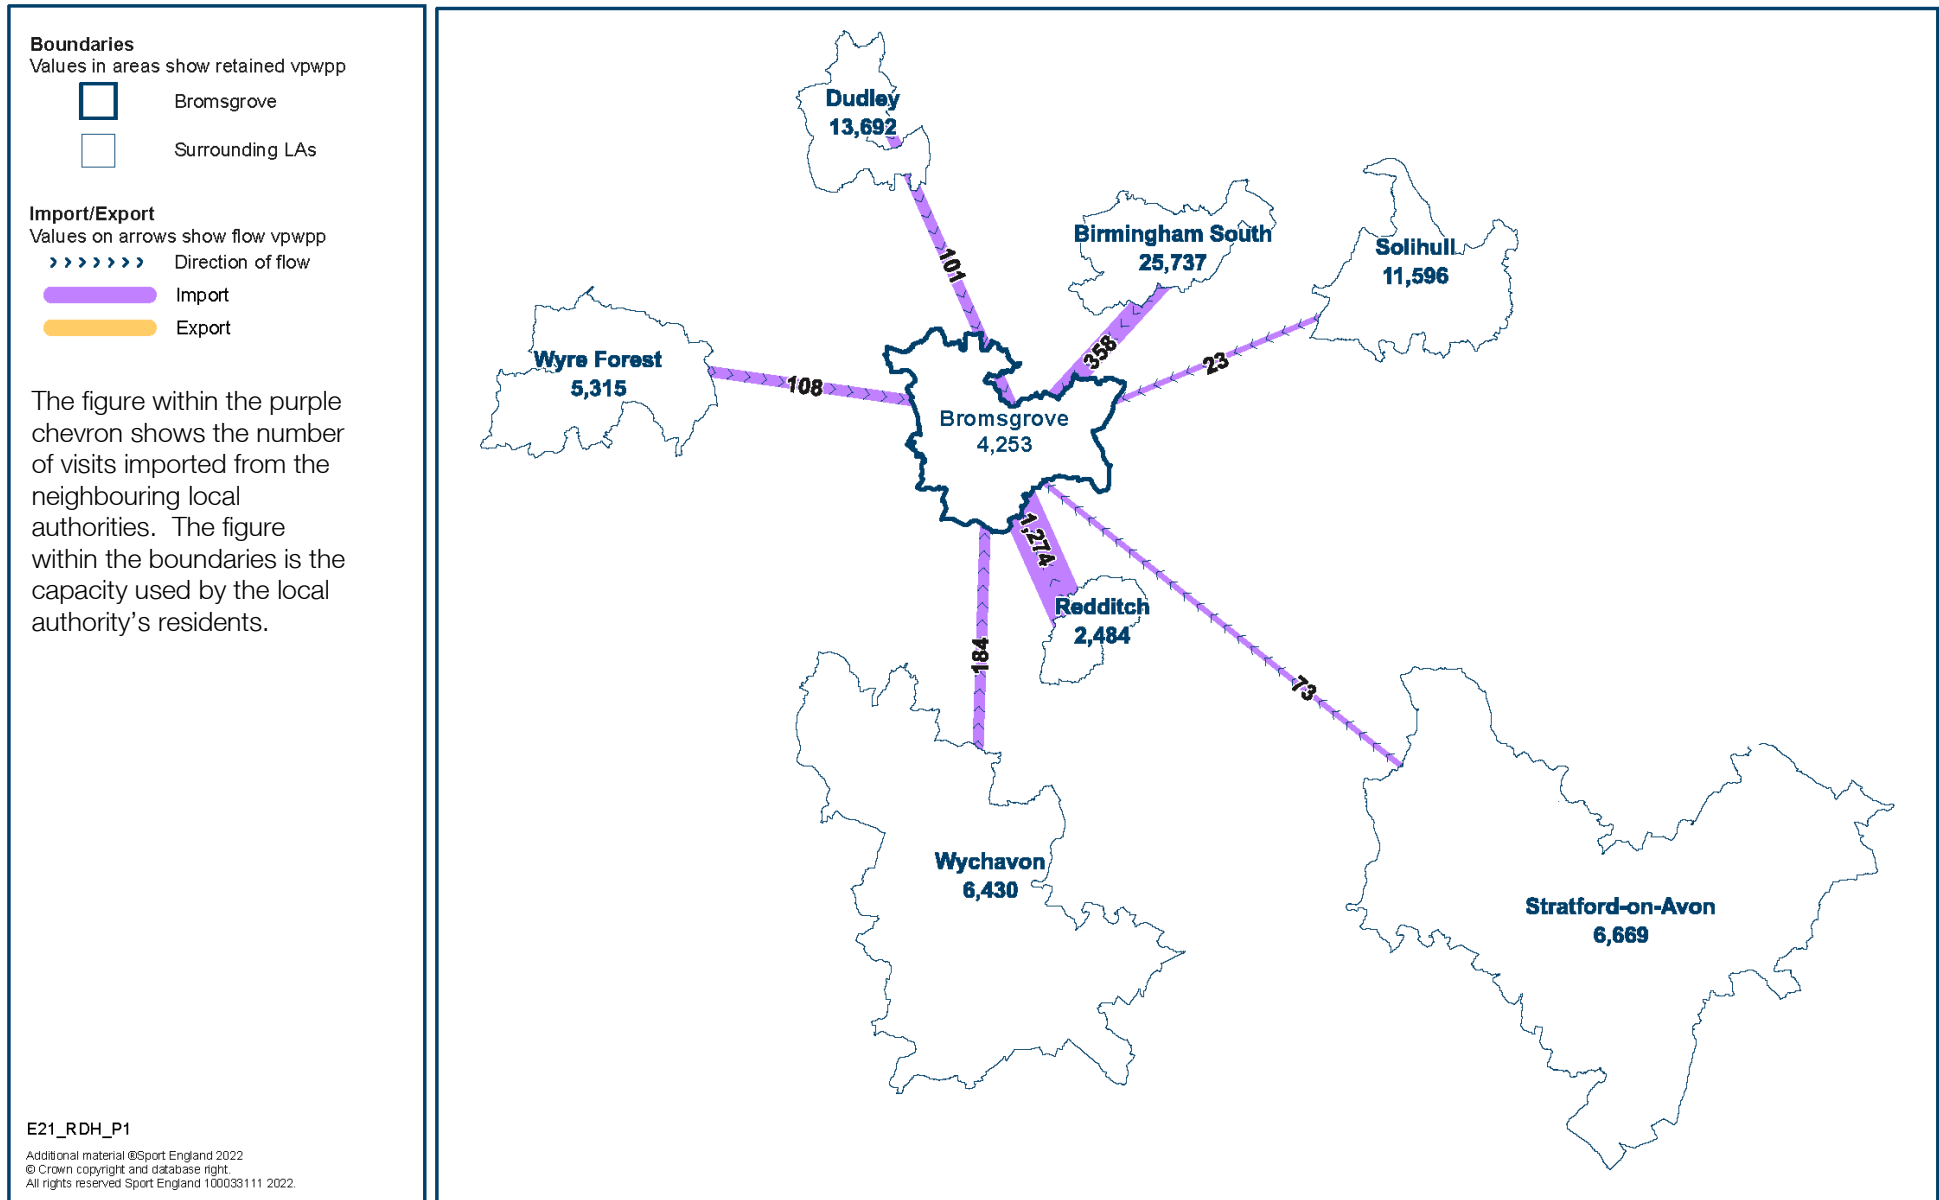 Boundaries
Values in areas show retained vpwpp
Bromsgrove
Surrounding LAs
Import/Export
Values on arrows show flow vpwpp
Direction of flow
Import
Export
The figure within the purple
chevron shows the number
of visits imported from the
neighbouring local
authorities.  The figure
within the boundaries is the
capacity used by the local
authority's residents.
E21_RDH_P1
Additional material ®Sport England 2022
© Crown copyright and database right.
All rights reserved Sport England 100033111 2022.
Dudley
13,692
101
Birmingham South
25,737
358
Solihull
11,596
23
Wyre Forest
5,315
108
Bromsgrove
4,253
1,274
Redditch
2,484
184
73
Wychavon
6,430
Stratford-on-Avon
6,669